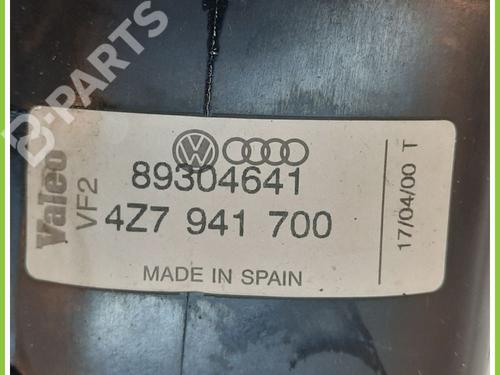 B-PARTS
Valeo
VF2
89304641
4Z7 941 700
MADE IN SPAIN
17/04/00 T